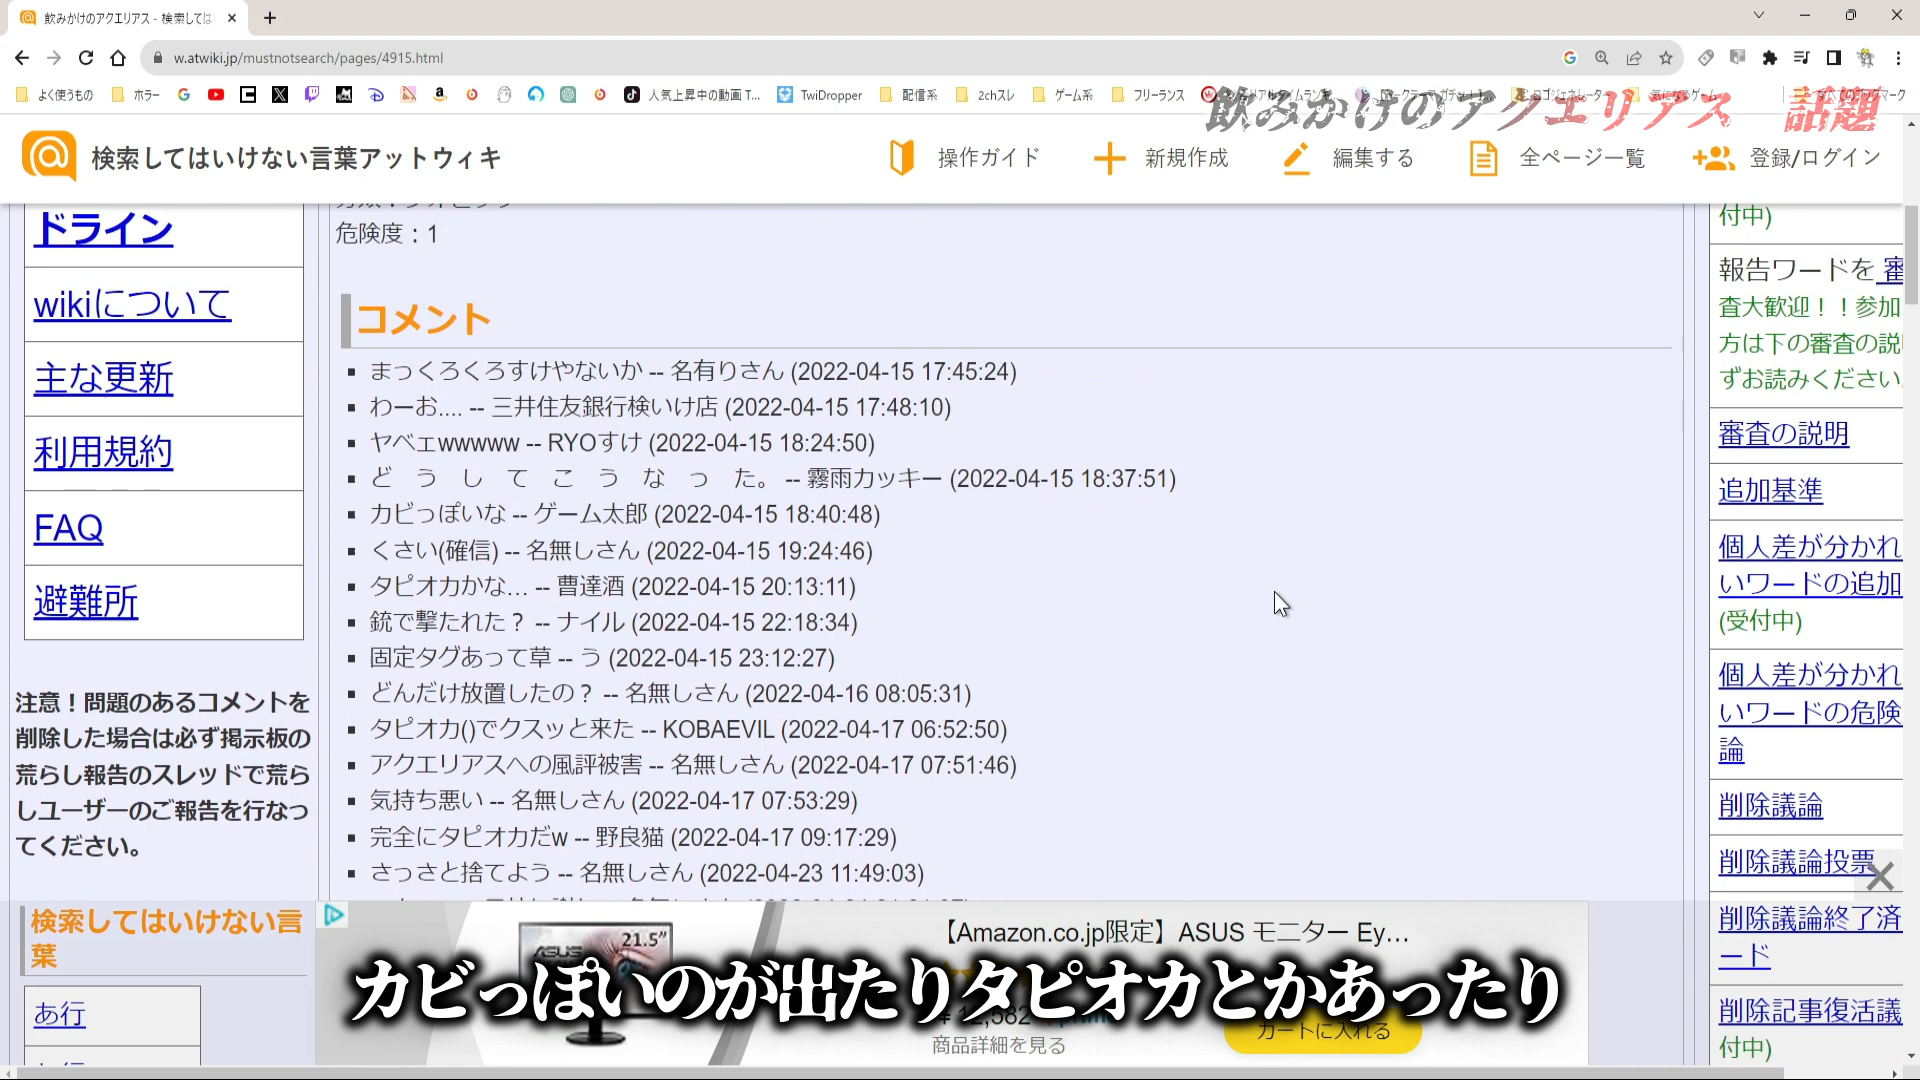 飲みかけのアクエリアス - 検索しては
w.atwiki.jp/mustnotsearch/pages/4915.html
よく使うもの
ホラー
人気上昇中の動画 T...
TwiDropper
配信系
2chスレ
ゲーム系
フリーランス
飲みかけのアクエリアス 話題
検索してはいけない言葉アットウィキ
操作ガイド
新規作成
編集する
全ページ一覧
登録/ログイン
ドライン
wikiについて
主な更新
利用規約
FAQ
避難所
注意！問題のあるコメントを
削除した場合は必ず掲示板の
荒らし報告のスレッドで荒ら
しユーザーのご報告を行なっ
てください。
検索してはいけない言
葉
あ行
危険度：1
コメント
まっくろくろすけやないか -- 名有りさん (2022-04-15 17:45:24)
わーお.... -- 三井住友銀行検いけ店 (2022-04-15 17:48:10)
ヤベェwwwww -- RYOすけ (2022-04-15 18:24:50)
ど　う　し　て　こ　う　な　っ　た。 -- 霧雨カッキー (2022-04-15 18:37:51)
カビっぽいな -- ゲーム太郎 (2022-04-15 18:40:48)
くさい(確信) -- 名無しさん (2022-04-15 19:24:46)
タピオカかな… -- 曹達酒 (2022-04-15 20:13:11)
銃で撃たれた？ -- ナイル (2022-04-15 22:18:34)
固定タグあって草 -- う (2022-04-15 23:12:27)
どんだけ放置したの？ -- 名無しさん (2022-04-16 08:05:31)
タピオカ()でクスッと来た -- KOBAEVIL (2022-04-17 06:52:50)
アクエリアスへの風評被害 -- 名無しさん (2022-04-17 07:51:46)
気持ち悪い -- 名無しさん (2022-04-17 07:53:29)
完全にタピオカだw -- 野良猫 (2022-04-17 09:17:29)
さっさと捨てよう -- 名無しさん (2022-04-23 11:49:03)
付中)
報告ワードを 審
査大歓迎！！参加
方は下の審査の説
ずお読みください
審査の説明
追加基準
個人差が分かれ
いワードの追加
(受付中)
個人差が分かれ
いワードの危険
論
削除議論
削除議論投票
削除議論終了済
ード
削除記事復活議
付中)
ASUS
21.5”
【Amazon.co.jp限定】ASUS モニター Ey...
カートに入れる
商品詳細を見る
カビっぽいのが出たりタピオカとかあったり